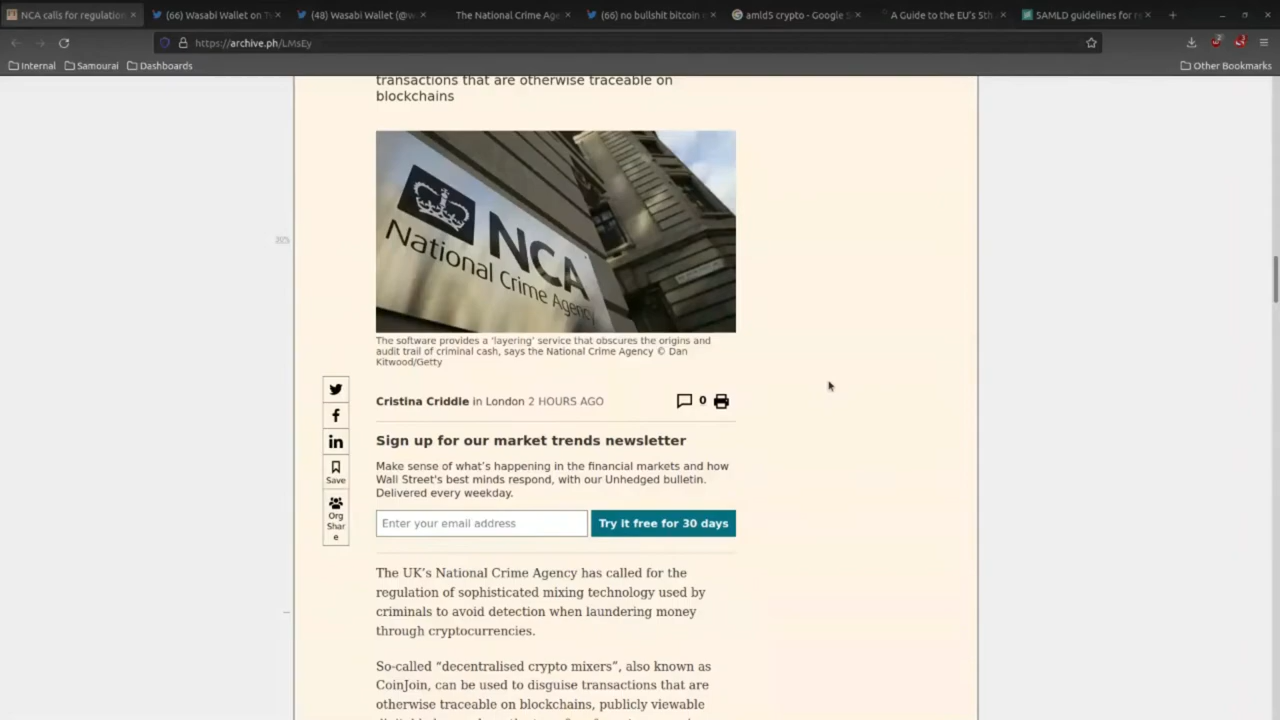 NCA calls for regulation
(66) Wasabi Wallet on Tw
(48) Wasabi Wallet (@w
The National Crime Age
(66) no bullshit bitcoin
amld5 crypto - Google S
A Guide to the EU's 5th
5AMLD guidelines for r
https://archive.ph/LMsEy
Internal
Samourai
Dashboards
Other Bookmarks
transactions that are otherwise traceable on
blockchains
NCA
National Crime Agency
The software provides a 'layering' service that obscures the origins and
audit trail of criminal cash, says the National Crime Agency © Dan
Kitwood/Getty
Cristina Criddle in London 2 HOURS AGO
0
Sign up for our market trends newsletter
Make sense of what's happening in the financial markets and how
Wall Street's best minds respond, with our Unhedged bulletin.
Delivered every weekday.
Enter your email address
Try it free for 30 days
Save
Org
Shar
e
The UK's National Crime Agency has called for the
regulation of sophisticated mixing technology used by
criminals to avoid detection when laundering money
through cryptocurrencies.
So-called "decentralised crypto mixers", also known as
CoinJoin, can be used to disguise transactions that are
otherwise traceable on blockchains, publicly viewable